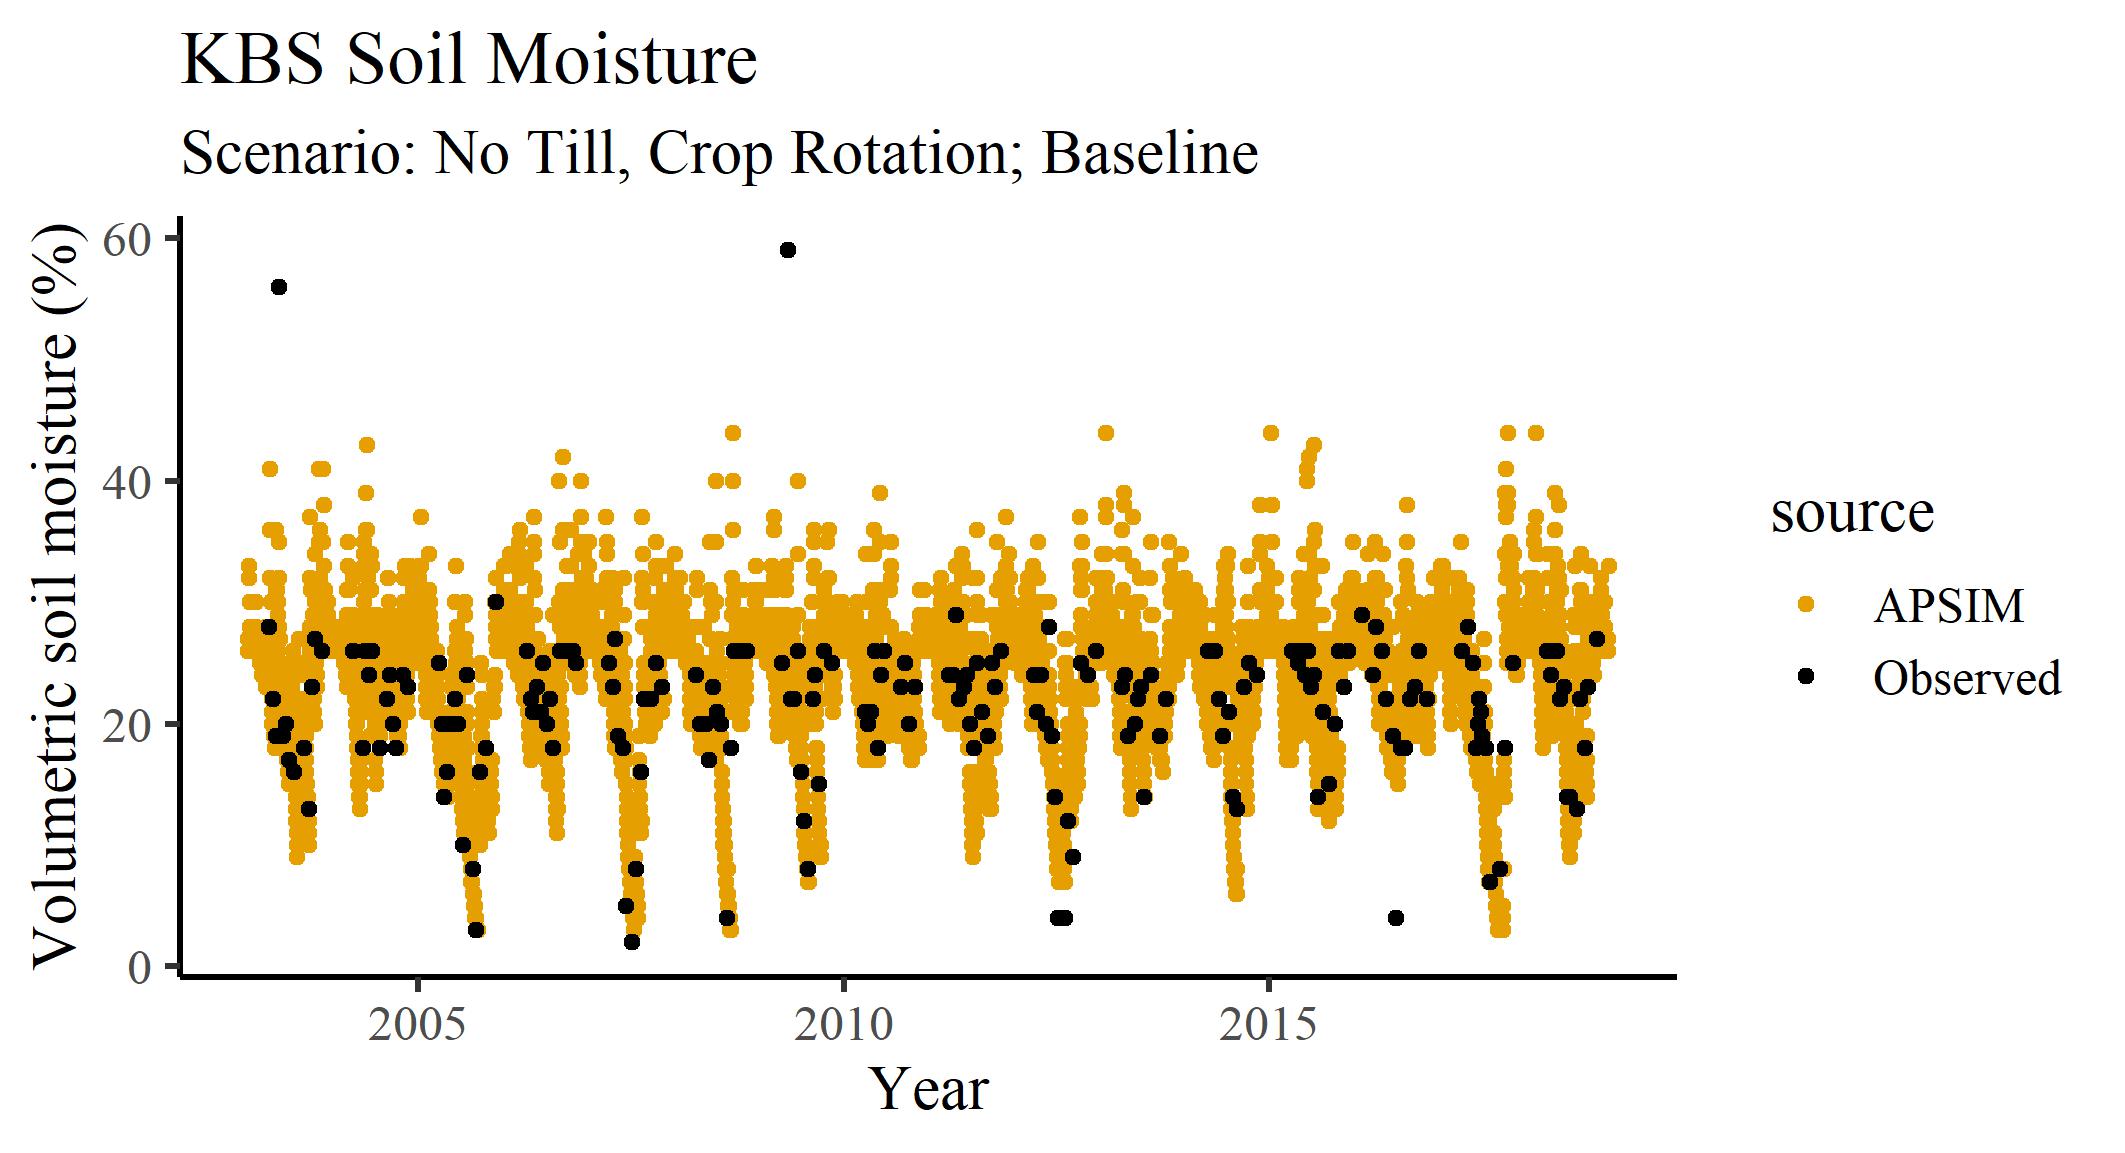 KBS Soil Moisture
Scenario: No Till, Crop Rotation; Baseline
Volumetric soil moisture (%)
60
40
20
0
2005 2010 2015
Year
source
APSIM
Observed